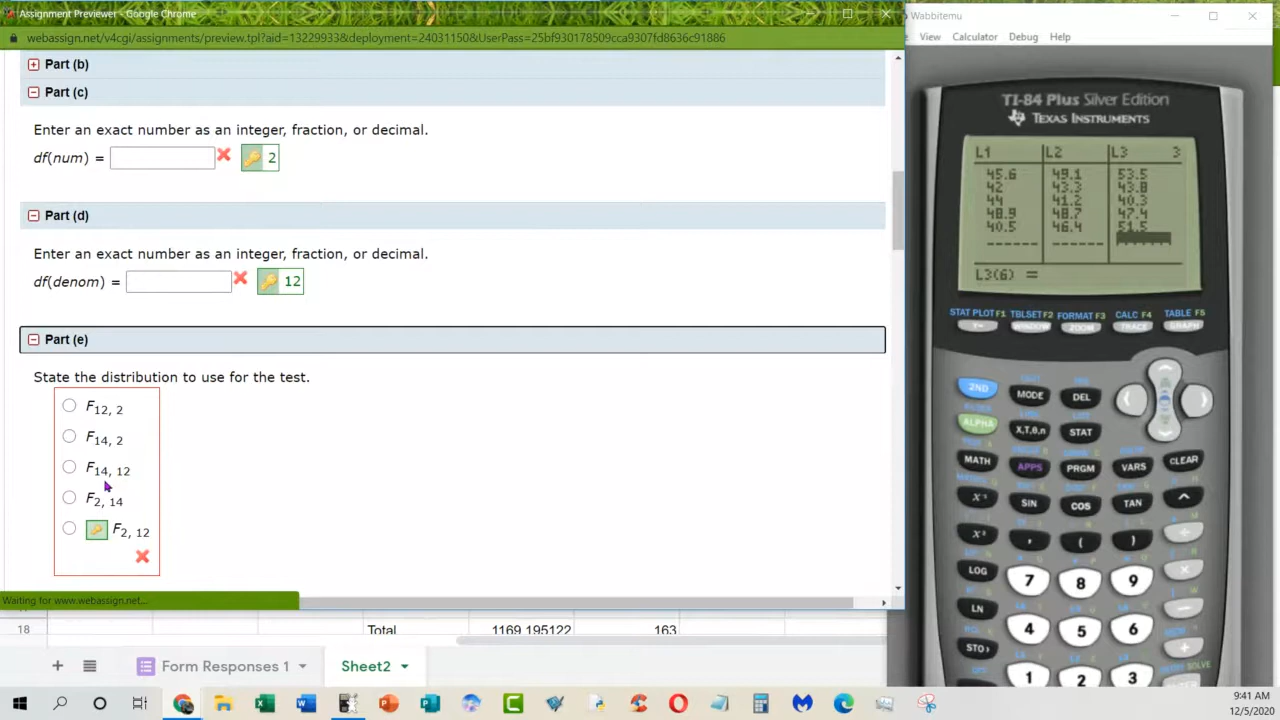 Assignment Previewer - Google Chrome
webassign.net/v4cgi/assignments/preview.tpl?aid=13229933&deployment=24031150&UserPass=25bf930178509cca9307fd8636c91886
Part (b)
Part (c)
Enter an exact number as an integer, fraction, or decimal.
df(num) =
2
Part (d)
Enter an exact number as an integer, fraction, or decimal.
df(denom) =
12
Part (e)
State the distribution to use for the test.
F12, 2
F14, 2
F14, 12
F2, 14
F2, 12
Waiting for www.webassign.net...
18 Total 1169.195122 163
+ Form Responses 1 Sheet2
Wabbitemu
View Calculator Debug Help
TI-84 Plus Silver Edition
TEXAS INSTRUMENTS
L1 L2 L3 3
45.6 49.1 53.5
42 43.3 43.8
44 41.2 40.3
48.9 48.7 47.4
40.5 46.4 51.5
------ ------
L3(6) =
STAT PLOT F1 TBLSET F2 FORMAT F3 CALC F4 TABLE F5
Y= WINDOW ZOOM TRACE GRAPH
2ND MODE DEL
ALPHA X,T,θ,n STAT
MATH APPS PRGM VARS CLEAR
X⁻¹ SIN COS TAN ^
X² , ( ) ÷
LOG 7 8 9 ×
LN 4 5 6 −
STO› 1 2 3 +
9:41 AM
12/5/2020